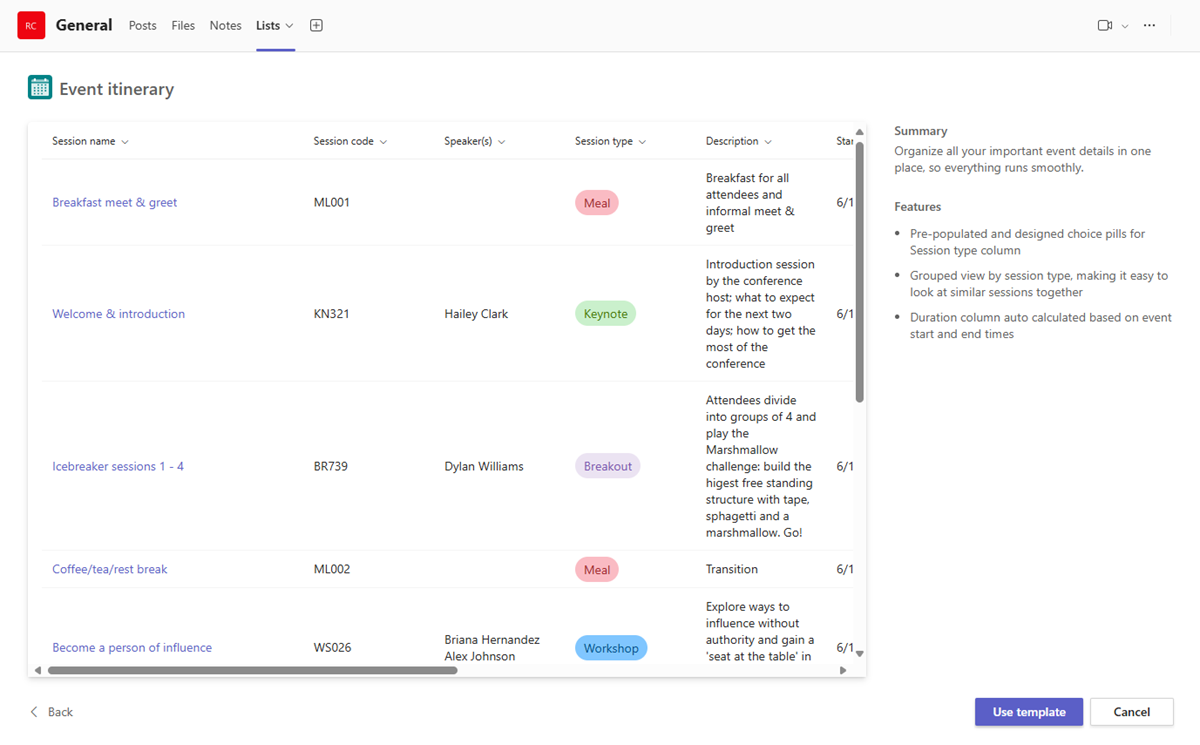 RC General Posts Files Notes Lists
Event itinerary
Session name Session code Speaker(s) Session type Description Star
Breakfast meet & greet ML001 Meal
Breakfast for all
attendees and
informal meet &
greet
6/1
Welcome & introduction KN321 Hailey Clark Keynote
Introduction session
by the conference
host; what to expect
for the next two
days; how to get the
most of the
conference
6/1
Icebreaker sessions 1 - 4 BR739 Dylan Williams Breakout
Attendees divide
into groups of 4 and
play the
Marshmallow
challenge: build the
higest free standing
structure with tape,
sphagetti and a
marshmallow. Go!
6/1
Coffee/tea/rest break ML002 Meal Transition 6/1
Become a person of influence WS026
Briana Hernandez
Alex Johnson
Workshop
Explore ways to
influence without
authority and gain a
'seat at the table' in
6/1
Summary
Organize all your important event details in one
place, so everything runs smoothly.
Features
• Pre-populated and designed choice pills for
Session type column
• Grouped view by session type, making it easy to
look at similar sessions together
• Duration column auto calculated based on event
start and end times
Back Use template Cancel